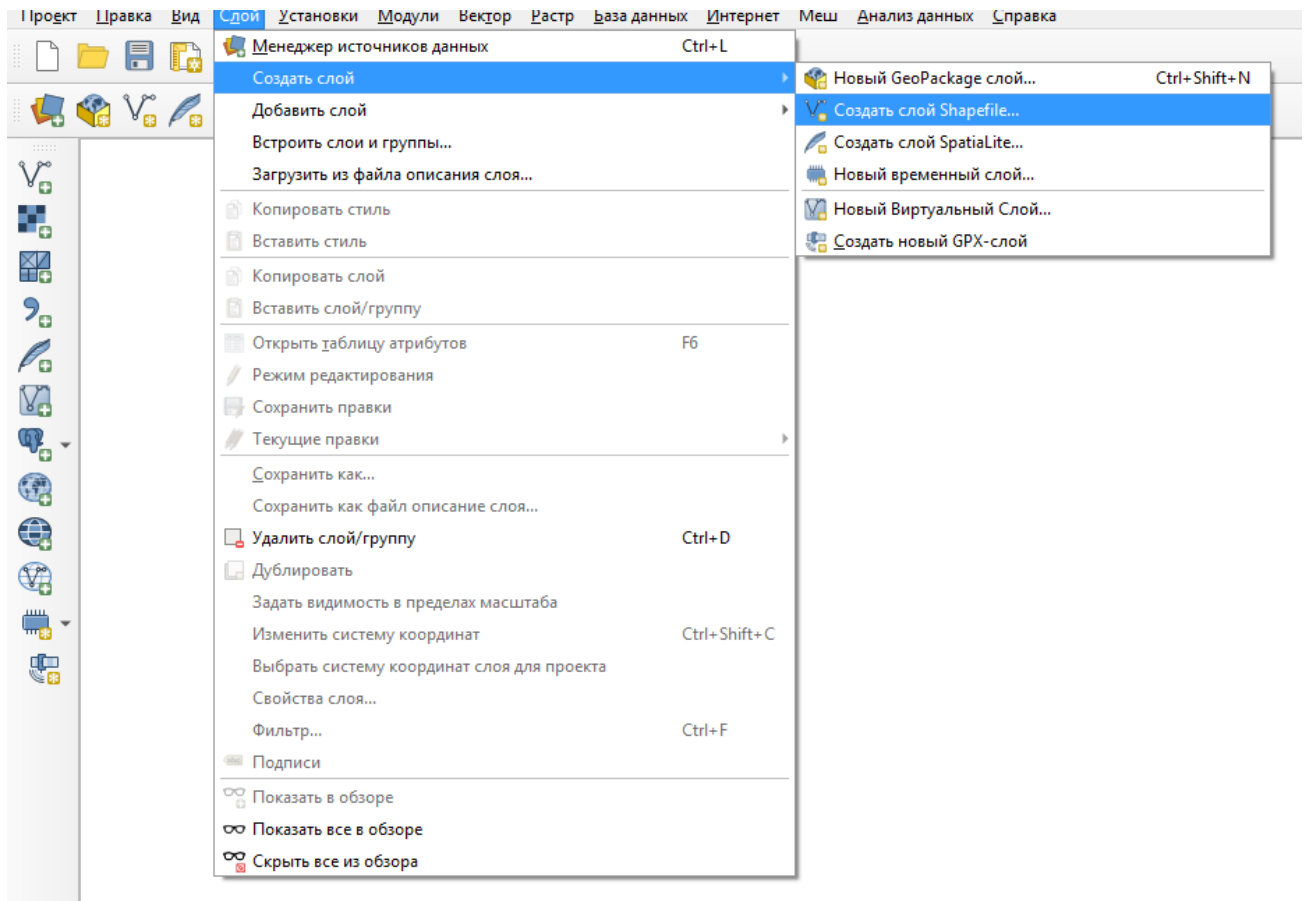 Проект Правка Вид Слой Установки Модули Вектор Растр База данных Интернет Меш Анализ данных Справка
Менеджер источников данных Ctrl+L
Создать слой
Добавить слой
Встроить слои и группы...
Загрузить из файла описания слоя...
Копировать стиль
Вставить стиль
Копировать слой
Вставить слой/группу
Открыть таблицу атрибутов F6
Режим редактирования
Сохранить правки
Текущие правки
Сохранить как...
Сохранить как файл описание слоя...
Удалить слой/группу Ctrl+D
Дублировать
Задать видимость в пределах масштаба
Изменить систему координат Ctrl+Shift+C
Выбрать систему координат слоя для проекта
Свойства слоя...
Фильтр... Ctrl+F
Подписи
Показать в обзоре
Показать все в обзоре
Скрыть все из обзора
Новый GeoPackage слой... Ctrl+Shift+N
Создать слой Shapefile...
Создать слой SpatiaLite...
Новый временный слой...
Новый Виртуальный Слой...
Создать новый GPX-слой